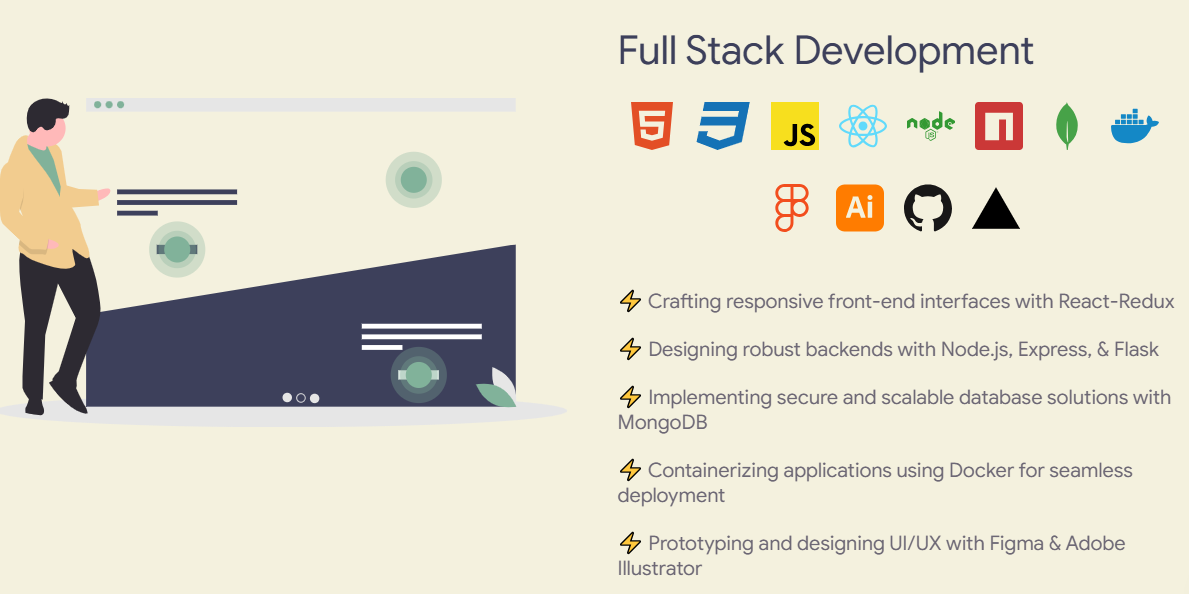 Full Stack Development
JS
node
JS
Ai
⚡ Crafting responsive front-end interfaces with React-Redux
⚡ Designing robust backends with Node.js, Express, & Flask
⚡ Implementing secure and scalable database solutions with
MongoDB
⚡ Containerizing applications using Docker for seamless
deployment
⚡ Prototyping and designing UI/UX with Figma & Adobe
Illustrator